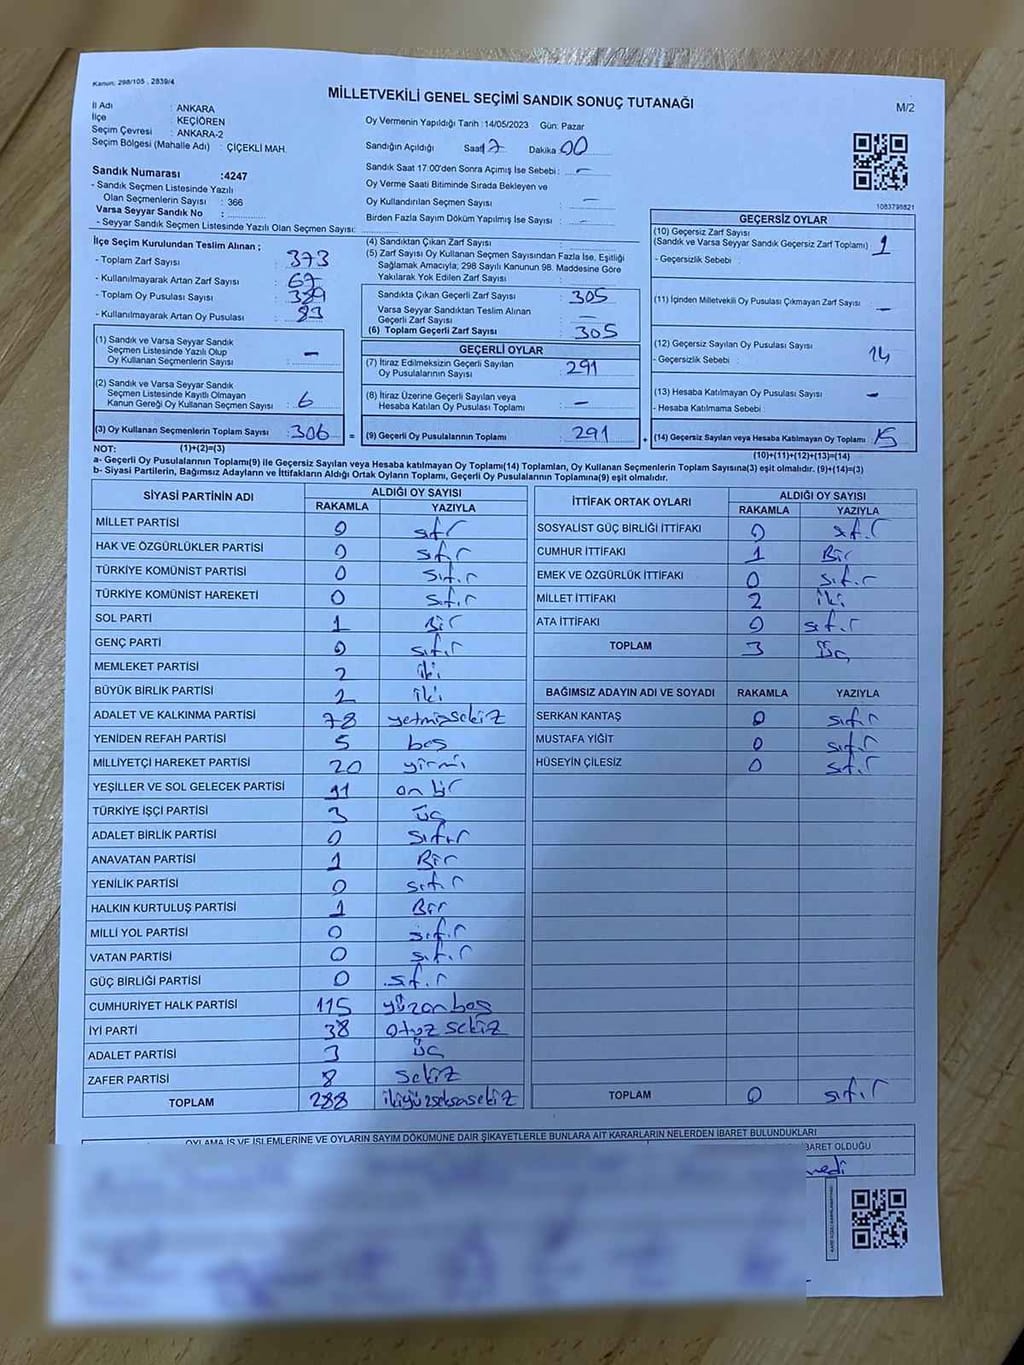 Kanun: 298/105 , 2839/4
MİLLETVEKİLİ GENEL SEÇİMİ SANDIK SONUÇ TUTANAĞI
M/2
İl Adı : ANKARA
İlçe : KEÇİÖREN
Seçim Çevresi : ANKARA-2
Seçim Bölgesi (Mahalle Adı) : ÇİÇEKLİ MAH.
Sandık Numarası :4247
- Sandık Seçmen Listesinde Yazılı
Olan Seçmenlerin Sayısı : 366
Varsa Seyyar Sandık No :
- Seyyar Sandık Seçmen Listesinde Yazılı Olan Seçmen Sayısı:
Oy Vermenin Yapıldığı Tarih :14/05/2023 Gün: Pazar
Sandığın Açıldığı Saat 17 Dakika 00
Sandık Saat 17:00'den Sonra Açımış İse Sebebi : -
Oy Verme Saati Bitiminde Sırada Bekleyen ve
Oy Kullandırılan Seçmen Sayısı -
Birden Fazla Sayım Döküm Yapılmış İse Sayısı : -
1083798821
İlçe Seçim Kurulundan Teslim Alınan ;
- Toplam Zarf Sayısı : 373
- Kullanılmayarak Artan Zarf Sayısı : 67
- Toplam Oy Pusulası Sayısı : 389
- Kullanılmayarak Artan Oy Pusulası : 83
(4) Sandıktan Çıkan Zarf Sayısı :
(5) Zarf Sayısı Oy Kullanan Seçmen Sayısından Fazla İse, Eşitliği
Sağlamak Amacıyla; 298 Sayılı Kanunun 98. Maddesine Göre
Yakılarak Yok Edilen Zarf Sayısı :
Sandıkta Çıkan Geçerli Zarf Sayısı : 305
Varsa Seyyar Sandıktan Teslim Alınan
Geçerli Zarf Sayısı : -
(6) Toplam Geçerli Zarf Sayısı : 305
GEÇERSİZ OYLAR
(10) Geçersiz Zarf Sayısı
(Sandık ve Varsa Seyyar Sandık Geçersiz Zarf Toplamı) : 1
- Geçersizlik Sebebi :
(11) İçinden Milletvekili Oy Pusulası Çıkmayan Zarf Sayısı : -
(12) Geçersiz Sayılan Oy Pusulası Sayısı : 14
- Geçersizlik Sebebi :
(13) Hesaba Katılmayan Oy Pusulası Sayısı : -
- Hesaba Katılmama Sebebi :
(14) Geçersiz Sayılan veya Hesaba Katılmayan Oy Toplamı : 15
(10)+(11)+(12)+(13)=(14)
(1) Sandık ve Varsa Seyyar Sandık
Seçmen Listesinde Yazılı Olup
Oy Kullanan Seçmenlerin Sayısı : -
(2) Sandık ve Varsa Seyyar Sandık
Seçmen Listesinde Kayıtlı Olmayan
Kanun Gereği Oy Kullanan Seçmen Sayısı : 6
(3) Oy Kullanan Seçmenlerin Toplam Sayısı : 306 =
(1)+(2)=(3)
GEÇERLİ OYLAR
(7) İtiraz Edilmeksizin Geçerli Sayılan
Oy Pusulalarının Sayısı : 291
(8) İtiraz Üzerine Geçerli Sayılan veya
Hesaba Katılan Oy Pusulası Toplamı : -
(9) Geçerli Oy Pusulalarının Toplamı : 291 +
NOT:
a- Geçerli Oy Pusulalarının Toplamı(9) ile Geçersiz Sayılan veya Hesaba katılmayan Oy Toplamı(14) Toplamları, Oy Kullanan Seçmenlerin Toplam Sayısına(3) eşit olmalıdır. (9)+(14)=(3)
b- Siyasi Partilerin, Bağımsız Adayların ve İttifakların Aldığı Ortak Oyların Toplamı, Geçerli Oy Pusulalarının Toplamına(9) eşit olmalıdır.
SİYASİ PARTİNİN ADI ALDIĞI OY SAYISI
RAKAMLA YAZIYLA
MİLLET PARTİSİ 0 sıfır
HAK VE ÖZGÜRLÜKLER PARTİSİ 0 sıfır
TÜRKİYE KOMÜNİST PARTİSİ 0 sıfır
TÜRKİYE KOMÜNİST HAREKETİ 0 sıfır
SOL PARTİ 1 Bir
GENÇ PARTİ 0 sıfır
MEMLEKET PARTİSİ 2 iki
BÜYÜK BİRLİK PARTİSİ 2 iki
ADALET VE KALKINMA PARTİSİ 78 yetmişsekiz
YENİDEN REFAH PARTİSİ 5 beş
MİLLİYETÇİ HAREKET PARTİSİ 20 yirmi
YEŞİLLER VE SOL GELECEK PARTİSİ 11 on bir
TÜRKİYE İŞÇİ PARTİSİ 3 üç
ADALET BİRLİK PARTİSİ 0 sıfır
ANAVATAN PARTİSİ 1 Bir
YENİLİK PARTİSİ 0 sıfır
HALKIN KURTULUŞ PARTİSİ 1 Bir
MİLLİ YOL PARTİSİ 0 sıfır
VATAN PARTİSİ 0 sıfır
GÜÇ BİRLİĞİ PARTİSİ 0 sıfır
CUMHURİYET HALK PARTİSİ 115 yüzonbeş
İYİ PARTİ 38 otuz sekiz
ADALET PARTİSİ 3 üç
ZAFER PARTİSİ 8 sekiz
TOPLAM 288 ikiyüzseksasekiz
İTTİFAK ORTAK OYLARI ALDIĞI OY SAYISI
RAKAMLA YAZIYLA
SOSYALİST GÜÇ BİRLİĞİ İTTİFAKI 0 sıfır
CUMHUR İTTİFAKI 1 Bir
EMEK VE ÖZGÜRLÜK İTTİFAKI 0 sıfır
MİLLET İTTİFAKI 2 iki
ATA İTTİFAKI 0 sıfır
TOPLAM 3 Üç
BAĞIMSIZ ADAYIN ADI VE SOYADI RAKAMLA YAZIYLA
SERKAN KANTAŞ 0 sıfır
MUSTAFA YİĞİT 0 sıfır
HÜSEYİN ÇİLESİZ 0 sıfır
TOPLAM 0 sıfır
OYLAMA İŞ VE İŞLEMLERİNE VE OYLARIN SAYIM DÖKÜMÜNE DAİR ŞİKAYETLERLE BUNLARA AİT KARARLARIN NELERDEN İBARET BULUNDUKLARI
İBARET OLDUĞU